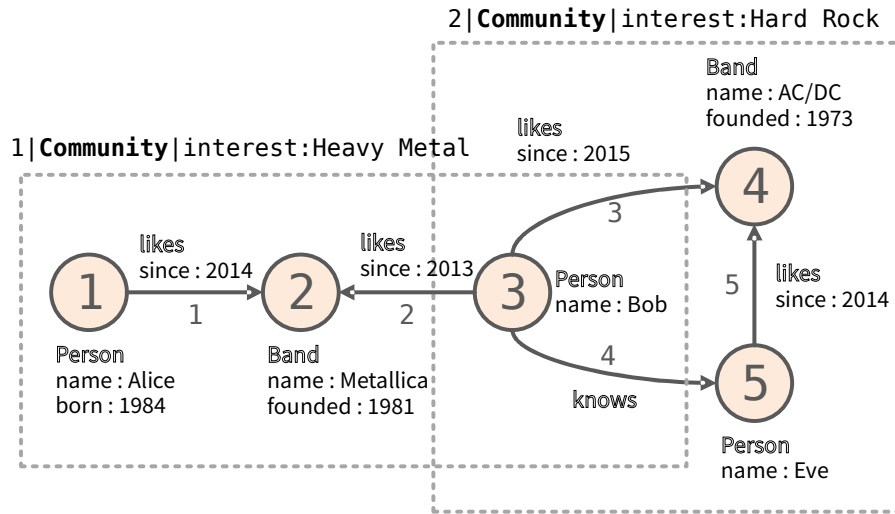 2|Community|interest:Hard Rock
Band
name : AC/DC
founded : 1973
likes
since : 2015
1|Community|interest:Heavy Metal
4
3
likes
since : 2014
likes
since : 2013
1
2
3
Person
name : Bob
5
likes
since : 2014
1
2
4
Person
name : Alice
born : 1984
Band
name : Metallica
founded : 1981
knows
5
Person
name : Eve